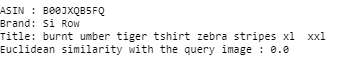 ASIN : B00JXQB5FQ
Brand: Si Row
Title: burnt umber tiger tshirt zebra stripes xl  xxl
Euclidean similarity with the query image : 0.0